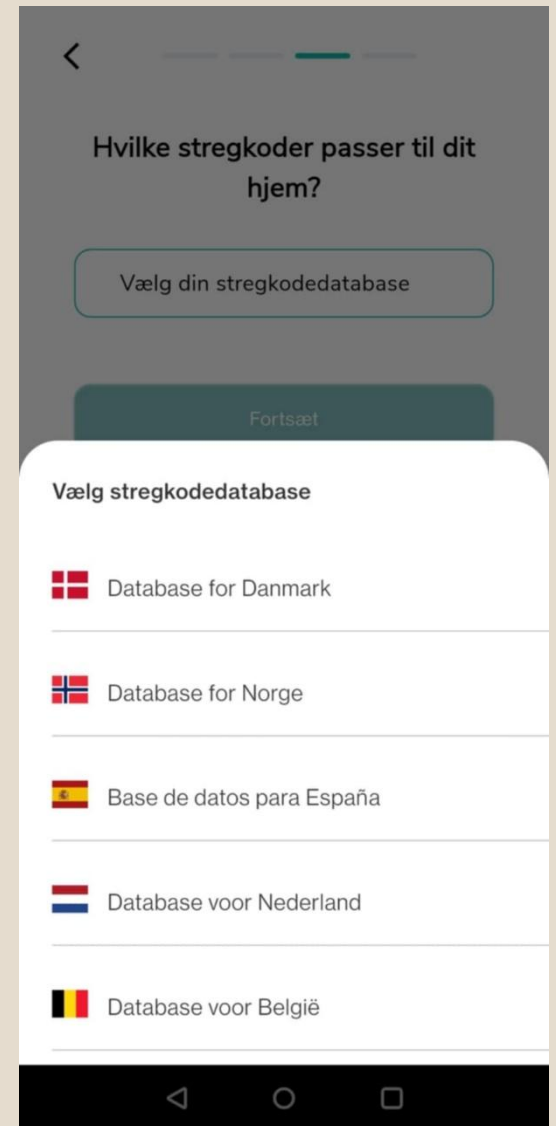 Hvilke stregkoder passer til dit
hjem?
Vælg din stregkodedatabase
Fortsæt
Vælg stregkodedatabase
Database for Danmark
Database for Norge
Base de datos para España
Database voor Nederland
Database voor België